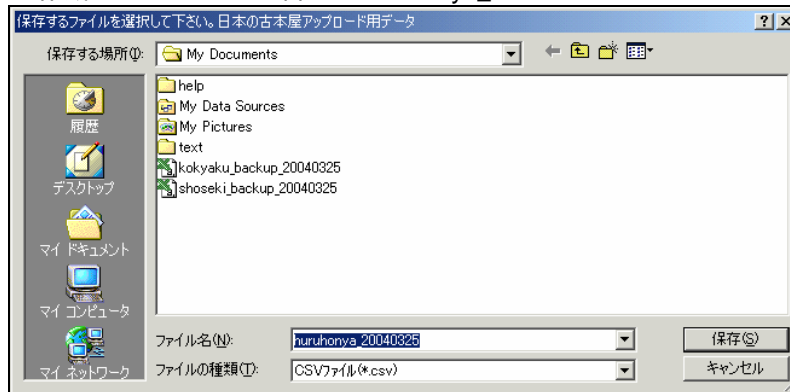 保存するファイルを選択して下さい。日本の古本屋アップロード用データ
保存する場所(I):
My Documents
履歴
デスクトップ
マイ ドキュメント
マイ コンピュータ
マイ ネットワーク
help
My Data Sources
My Pictures
text
kokyaku_backup_20040325
shoseki_backup_20040325
ファイル名(N):
huruhonya_20040325
保存(S)
ファイルの種類(T):
CSVファイル(*.csv)
キャンセル